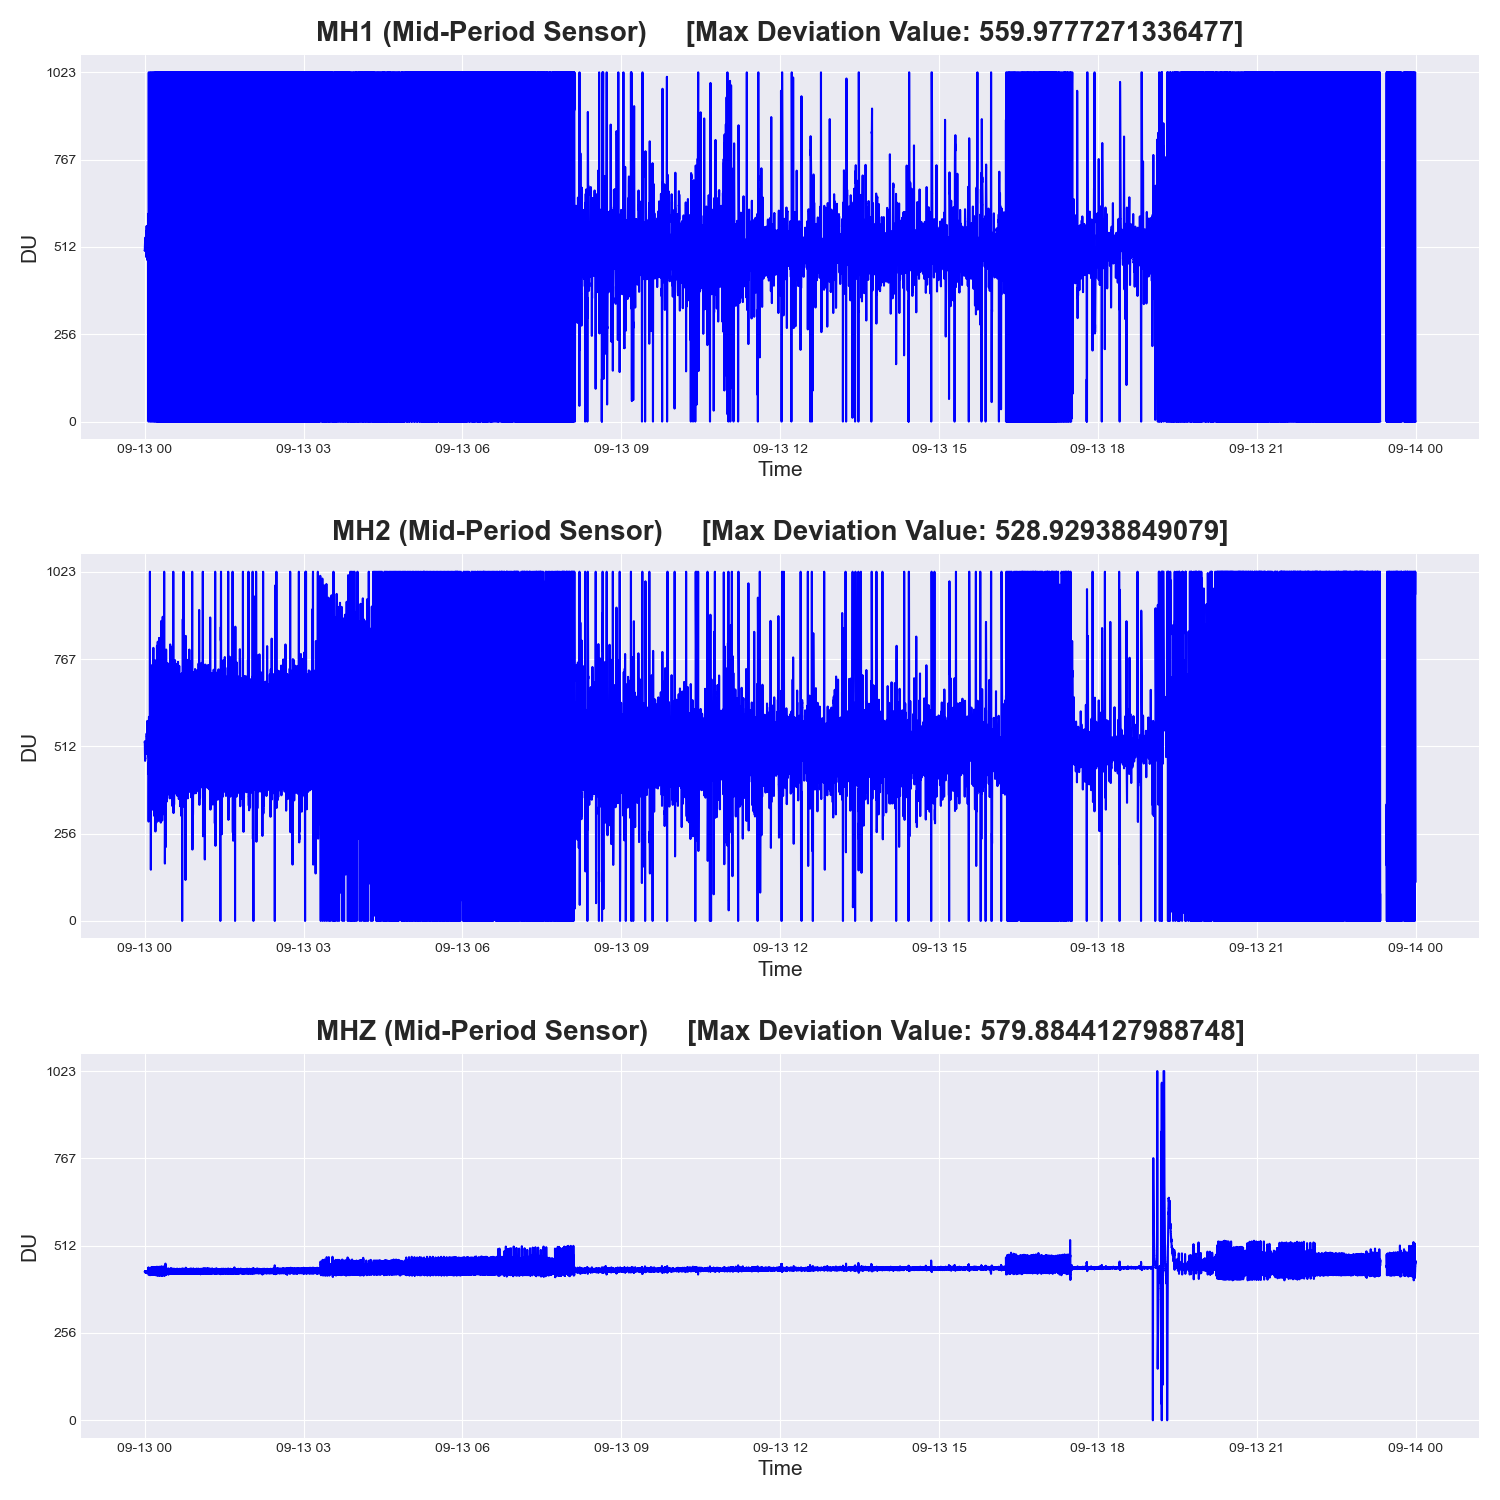 MH1 (Mid-Period Sensor) [Max Deviation Value: 559.9777271336477]
DU
1023
767
512
256
0
09-13 00 09-13 03 09-13 06 09-13 09 09-13 12 09-13 15 09-13 18 09-13 21 09-14 00
Time
MH2 (Mid-Period Sensor) [Max Deviation Value: 528.92938849079]
DU
1023
767
512
256
0
09-13 00 09-13 03 09-13 06 09-13 09 09-13 12 09-13 15 09-13 18 09-13 21 09-14 00
Time
MHZ (Mid-Period Sensor) [Max Deviation Value: 579.8844127988748]
DU
1023
767
512
256
0
09-13 00 09-13 03 09-13 06 09-13 09 09-13 12 09-13 15 09-13 18 09-13 21 09-14 00
Time